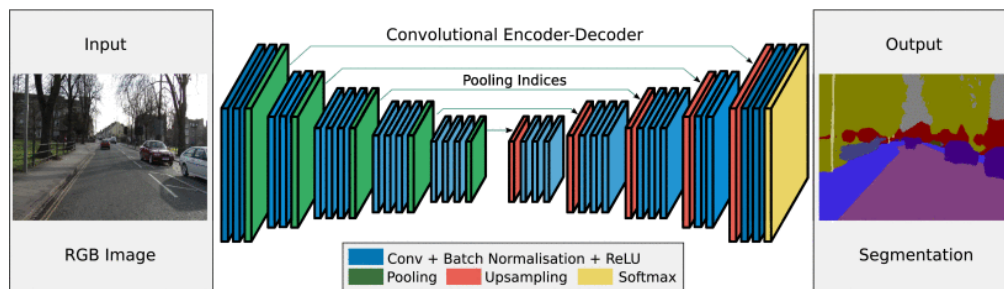 Input
Convolutional Encoder-Decoder
Output
Pooling Indices
RGB Image
Segmentation
Conv + Batch Normalisation + ReLU
Pooling Upsampling Softmax